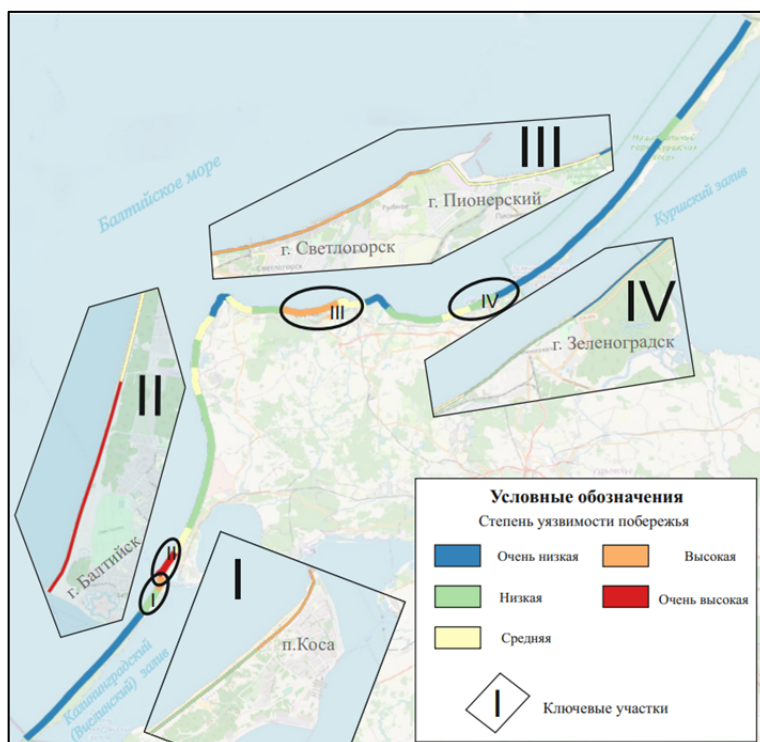 Балтийское море
III
г. Пионерский
г. Светлогорск
Светлогорск
Куршский залив
III
IV
IV
г. Зеленоградск
II
г. Балтийск
II
I
I
п.Коса
Калининградский
(Вислинский) залив
Условные обозначения
Степень уязвимости побережья
Очень низкая
Высокая
Низкая
Очень высокая
Средняя
I
Ключевые участки